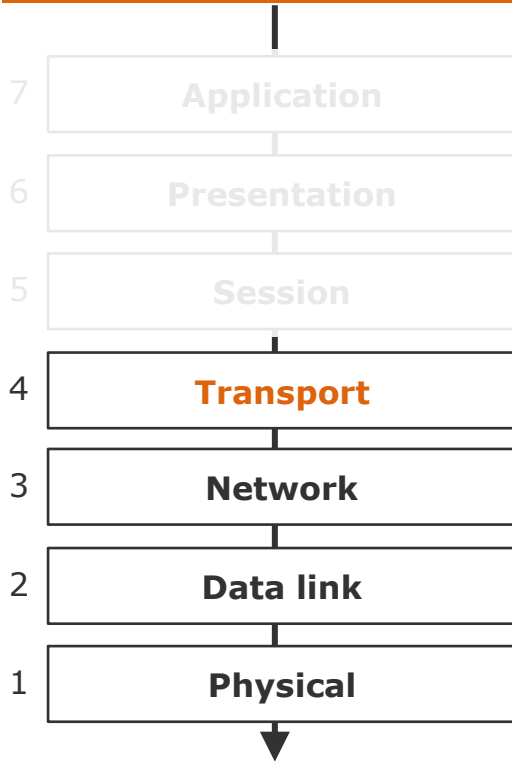 7 Application
6 Presentation
5 Session
4 Transport
3 Network
2 Data link
1 Physical